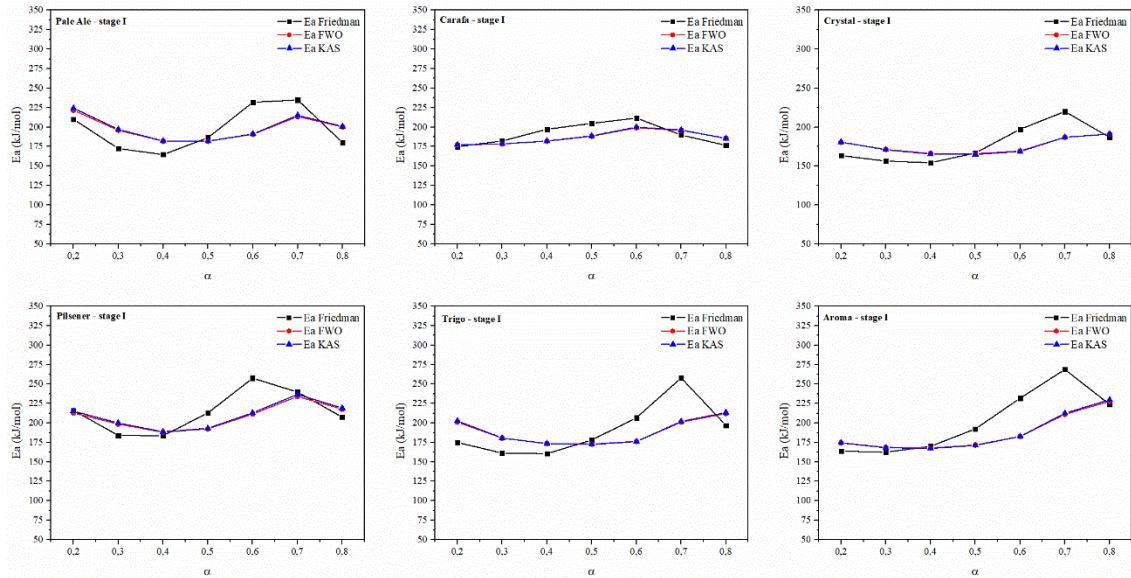 Pale Ale - stage I
Ea Friedman
Ea FWO
Ea KAS
Ea (kJ/mol)
350
325
300
275
250
225
200
175
150
125
100
75
50
0,2 0,3 0,4 0,5 0,6 0,7 0,8
α
Carafa - stage I
Ea Friedman
Ea FWO
Ea KAS
Ea (kJ/mol)
350
325
300
275
250
225
200
175
150
125
100
75
50
0,2 0,3 0,4 0,5 0,6 0,7 0,8
α
Crystal - stage I
Ea Friedman
Ea FWO
Ea KAS
Ea (kJ/mol)
350
325
300
275
250
225
200
175
150
125
100
75
50
0,2 0,3 0,4 0,5 0,6 0,7 0,8
α
Pilsener - stage I
Ea Friedman
Ea FWO
Ea KAS
Ea (kJ/mol)
350
325
300
275
250
225
200
175
150
125
100
75
50
0,2 0,3 0,4 0,5 0,6 0,7 0,8
α
Trigo - stage I
Ea Friedman
Ea FWO
Ea KAS
Ea (kJ/mol)
350
325
300
275
250
225
200
175
150
125
100
75
50
0,2 0,3 0,4 0,5 0,6 0,7 0,8
α
Aroma - stage I
Ea Friedman
Ea FWO
Ea KAS
Ea (kJ/mol)
350
325
300
275
250
225
200
175
150
125
100
75
50
0,2 0,3 0,4 0,5 0,6 0,7 0,8
α